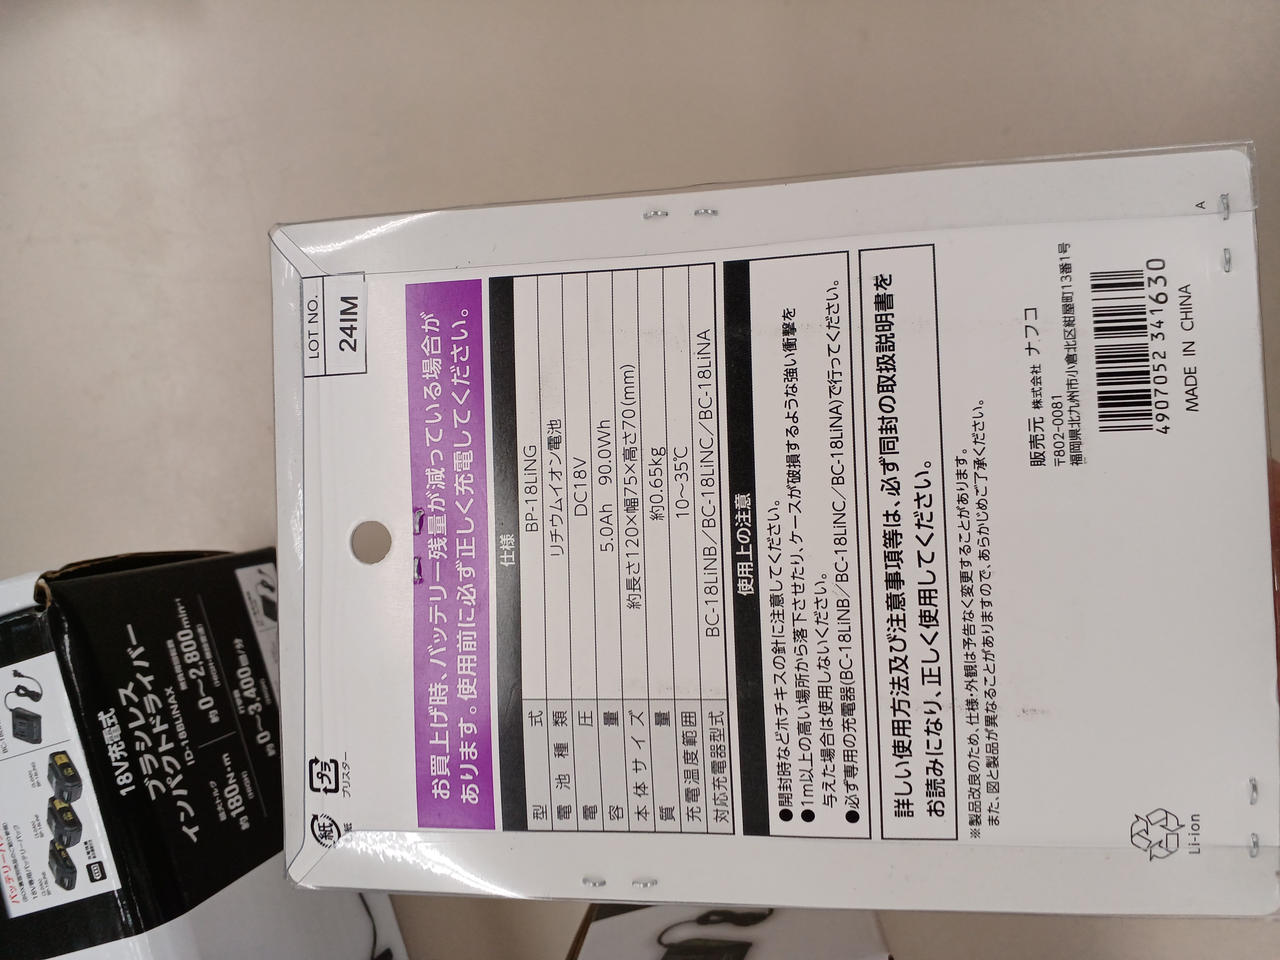 LOT NO.
24IM
お買上げ時、バッテリー残量が減っている場合が
あります。使用前に必ず正しく充電してください。
仕様
型式 BP-18LiNG
電池種類 リチウムイオン電池
電圧 DC18V
容量 5.0Ah 90.0Wh
本体サイズ 約長さ120×幅75×高さ70(mm)
質量 約0.65kg
充電温度範囲 10〜35℃
対応充電器型式 BC-18LiNB/BC-18LiNC/BC-18LiNA
使用上の注意
●開封時などホチキスの針に注意してください。
●1m以上の高い場所から落下させたり、ケースが破損するような強い衝撃を
与えた場合は使用しないください。
●必ず専用の充電器(BC-18LiNB/BC-18LiNC/BC-18LiNA)で行ってください。
詳しい使用方法及び注意事項等は、必ず同封の取扱説明書を
お読みになり、正しく使用してください。
※製品改良のため、仕様・外観は予告なく変更することがあります。
また、図と製品が異なることがありますので、あらかじめご了承ください。
販売元 株式会社 ナフコ
〒802-0081
福岡県北九州市小倉北区紺屋町13番1号
4907052 341630
MADE IN CHINA
A
Li-ion
紙
紙
プラ
ブリスター
18V充電式
ブラシレス
インパクトドライバー
ID-18BLiNAX
約180N·m
約0〜2,800min-1
約0〜3,400回/分